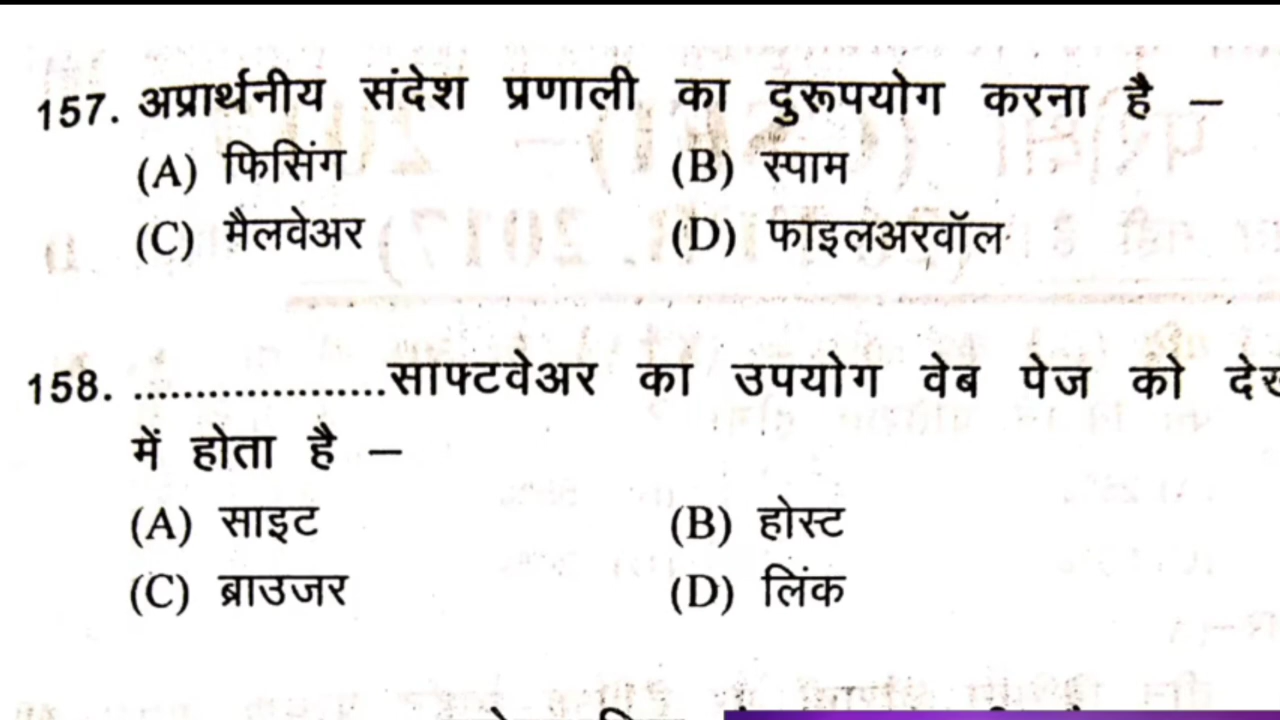 157. अप्रार्थनीय संदेश प्रणाली का दुरूपयोग करना है –
(A) फिसिंग (B) स्पाम
(C) मैलवेअर (D) फाइलअरवॉल
158. ....................साफ्टवेअर का उपयोग वेब पेज को
में होता है –
(A) साइट (B) होस्ट
(C) ब्राउजर (D) लिंक